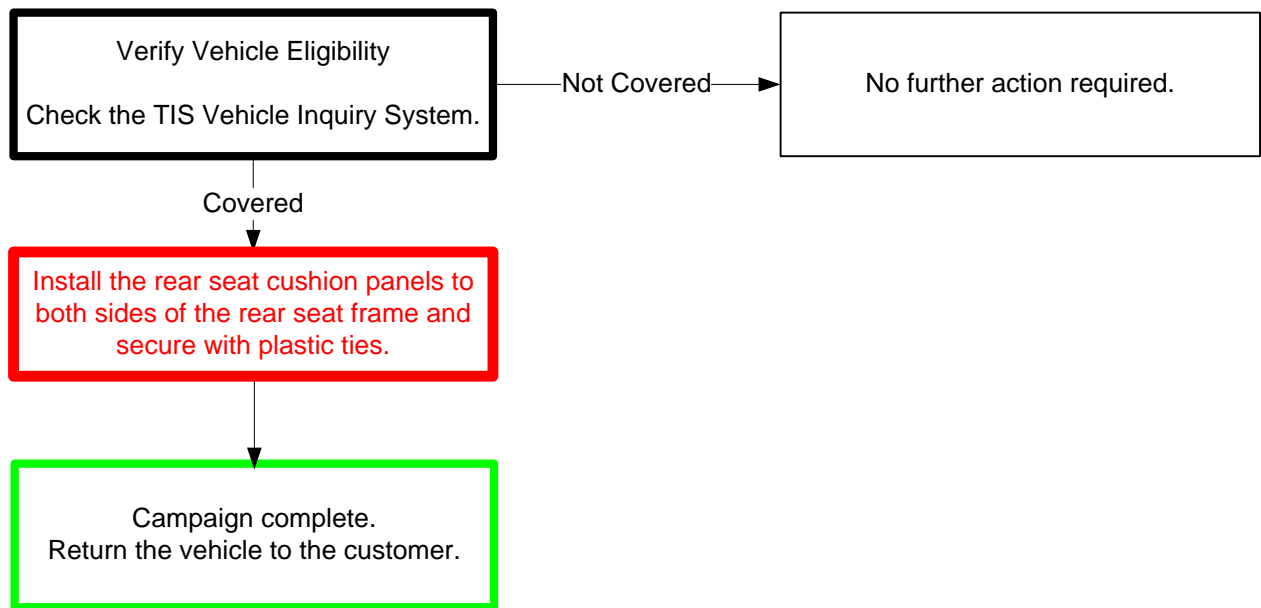 Verify Vehicle Eligibility
Check the TIS Vehicle Inquiry System.
Not Covered
No further action required.
Covered
Install the rear seat cushion panels to
both sides of the rear seat frame and
secure with plastic ties.
Campaign complete.
Return the vehicle to the customer.